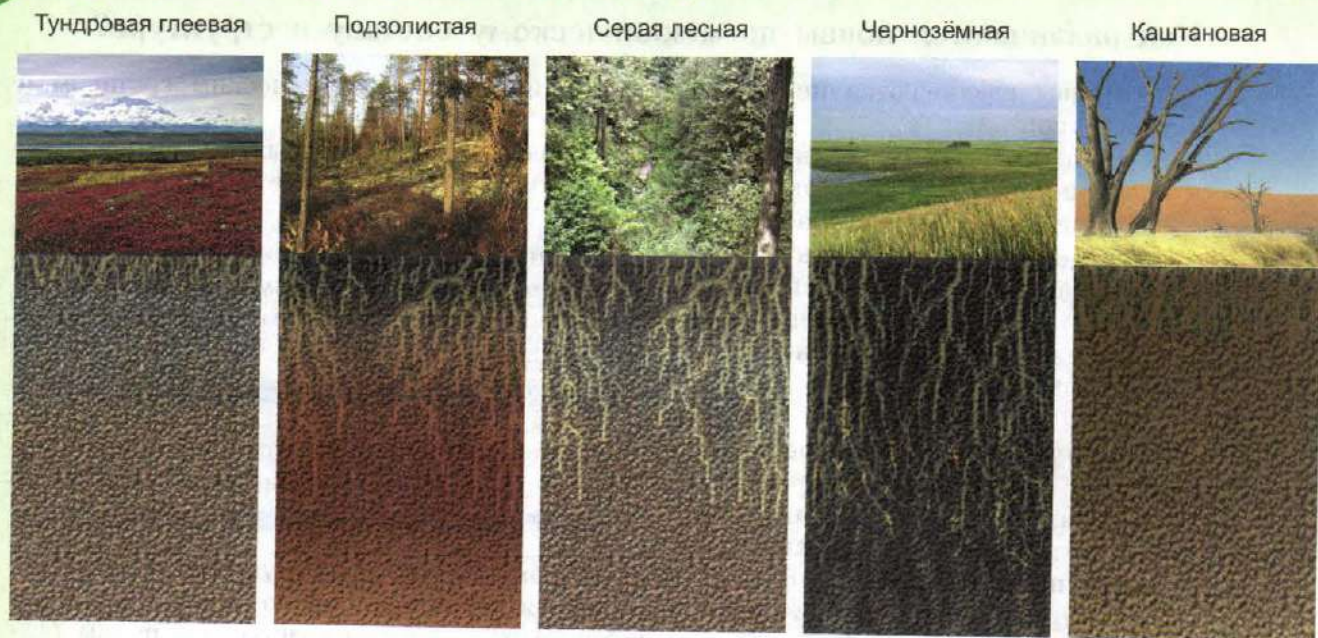 Тундровая глеевая Подзолистая Серая лесная Чернозёмная Каштановая